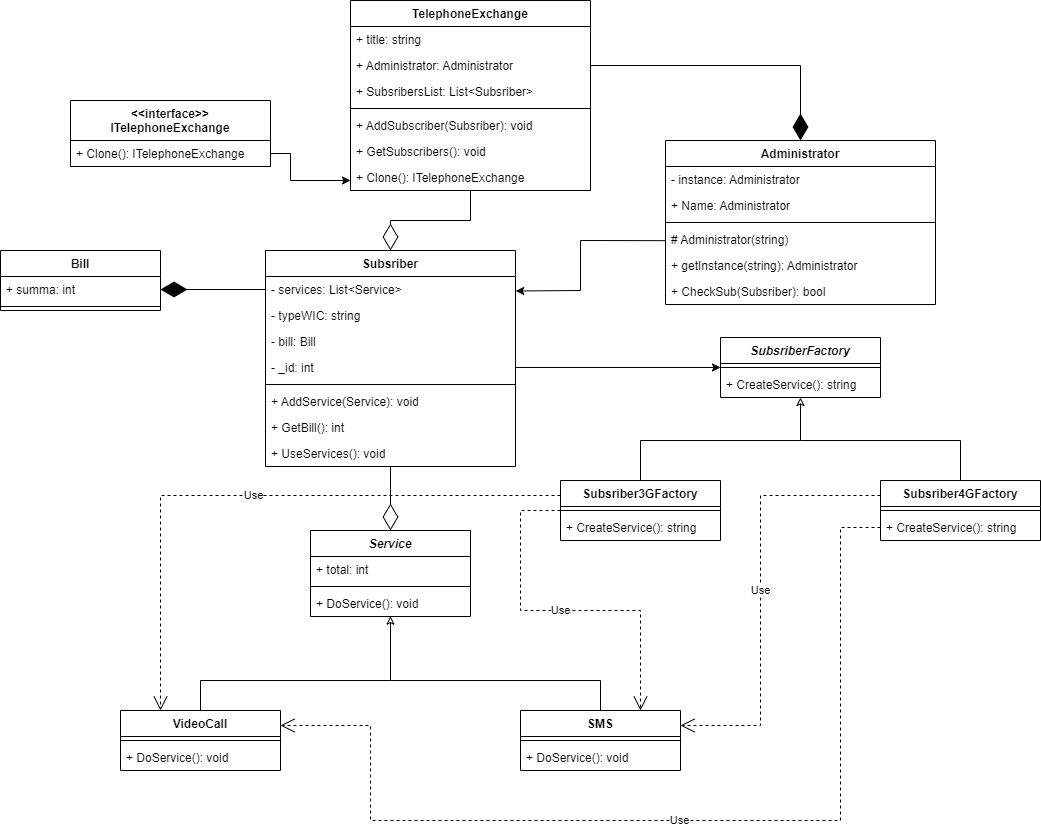 TelephoneExchange
+ title: string
+ Administrator: Administrator
+ SubsribersList: List<Subsriber>
+ AddSubscriber(Subsriber): void
+ GetSubscribers(): void
+ Clone(): ITelephoneExchange
<<interface>>
ITelephoneExchange
+ Clone(): ITelephoneExchange
Administrator
- instance: Administrator
+ Name: Administrator
# Administrator(string)
+ getInstance(string): Administrator
+ CheckSub(Subsriber): bool
Bill
+ summa: int
Subsriber
- services: List<Service>
- typeWIC: string
- bill: Bill
- _id: int
+ AddService(Service): void
+ GetBill(): int
+ UseServices(): void
SubsriberFactory
+ CreateService(): string
Subsriber3GFactory
+ CreateService(): string
Subsriber4GFactory
+ CreateService(): string
Use
Service
+ total: int
+ DoService(): void
Use
Use
VideoCall
+ DoService(): void
SMS
+ DoService(): void
Use